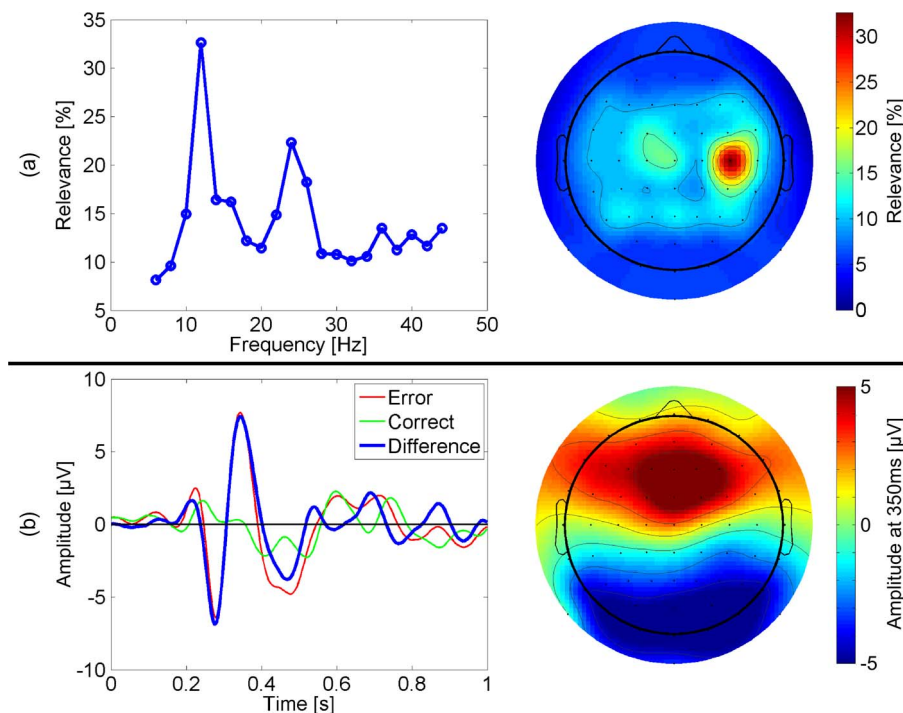 (a)
Relevance [%]
35
30
25
20
15
10
5
0 10 20 30 40 50
Frequency [Hz]
30
25
20
15
10
5
0
Relevance [%]
(b)
Amplitude [µV]
10
5
0
-5
-10
0 0.2 0.4 0.6 0.8 1
Time [s]
Error
Correct
Difference
5
0
-5
Amplitude at 350ms [µV]